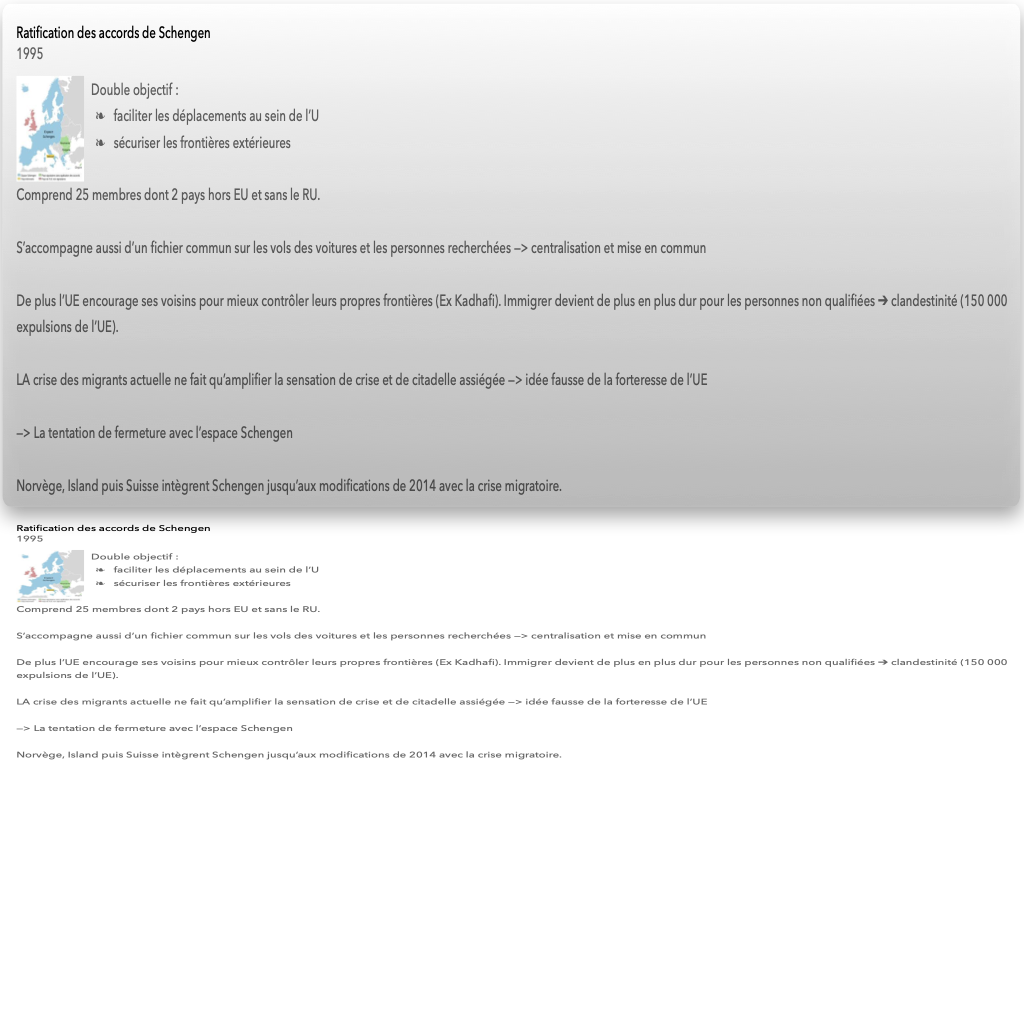 Ratification des accords de Schengen
1995
Double objectif :
❧ faciliter les déplacements au sein de l'U
❧ sécuriser les frontières extérieures
Comprend 25 membres dont 2 pays hors EU et sans le RU.
S'accompagne aussi d'un fichier commun sur les vols des voitures et les personnes recherchées —> centralisation et mise en commun
De plus l'UE encourage ses voisins pour mieux contrôler leurs propres frontières (Ex Kadhafi). Immigrer devient de plus en plus dur pour les personnes non qualifiées ➔ clandestinité (150 000
expulsions de l'UE).
LA crise des migrants actuelle ne fait qu'amplifier la sensation de crise et de citadelle assiégée —> idée fausse de la forteresse de l'UE
—> La tentation de fermeture avec l'espace Schengen
Norvège, Island puis Suisse intègrent Schengen jusqu'aux modifications de 2014 avec la crise migratoire.
Ratification des accords de Schengen
1995
Double objectif :
❧ faciliter les déplacements au sein de l'U
❧ sécuriser les frontières extérieures
Comprend 25 membres dont 2 pays hors EU et sans le RU.
S'accompagne aussi d'un fichier commun sur les vols des voitures et les personnes recherchées —> centralisation et mise en commun
De plus l'UE encourage ses voisins pour mieux contrôler leurs propres frontières (Ex Kadhafi). Immigrer devient de plus en plus dur pour les personnes non qualifiées ➔ clandestinité (150 000
expulsions de l'UE).
LA crise des migrants actuelle ne fait qu'amplifier la sensation de crise et de citadelle assiégée —> idée fausse de la forteresse de l'UE
—> La tentation de fermeture avec l'espace Schengen
Norvège, Island puis Suisse intègrent Schengen jusqu'aux modifications de 2014 avec la crise migratoire.